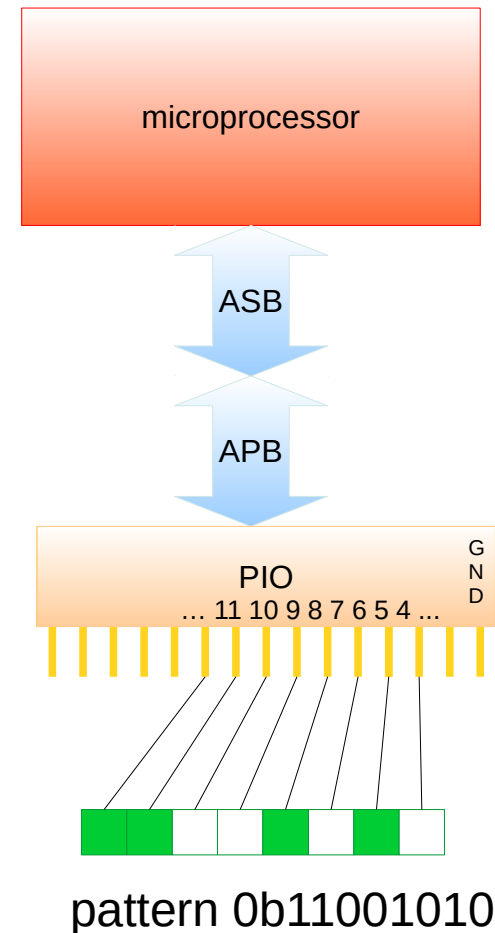 microprocessor
ASB
APB
PIO
G
N
D
... 11 10 9 8 7 6 5 4 ...
pattern 0b11001010